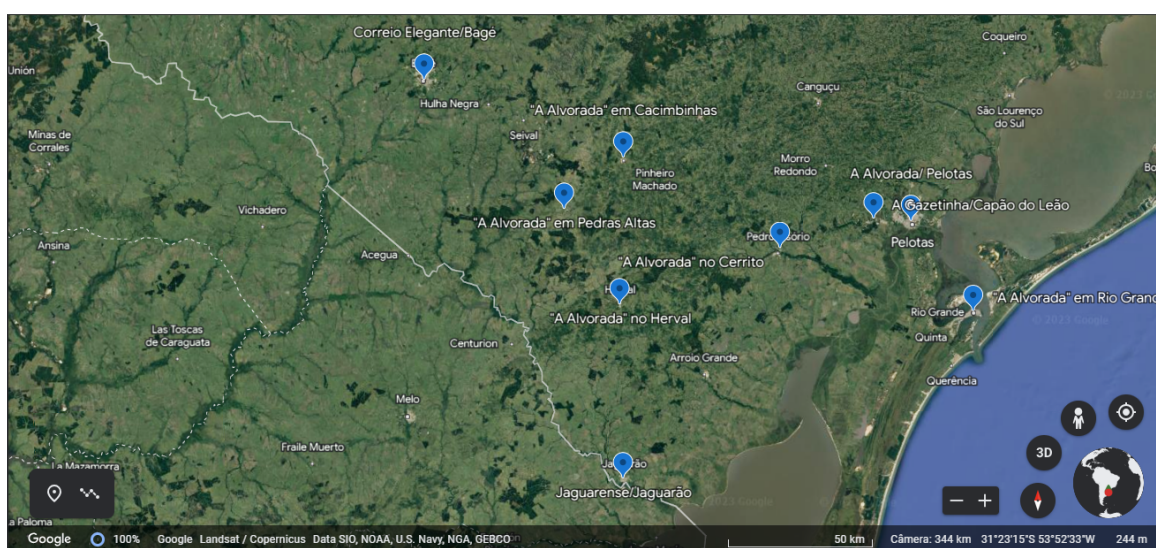 Correio Elegante/Bagé
Coqueiro
Unión
Hulha Negra
Canguçu
"A Alvorada" em Cacimbinhas
São Lourenço
do Sul
Minas de
Corrales
Seival
Morro
Redondo
Pinheiro
Machado
A Alvorada/ Pelotas
Vichadero
A Gazetinha/Capão do Leão
"A Alvorada" em Pedras Altas
Pelotas
Ansina
Acegua
"A Alvorada" no Cerrito
"A Alvorada" em Rio Grand
Rio Grande
"A Alvorada" no Herval
Las Toscas
de Caraguata
Centurion
Quinta
Arroio Grande
Querência
Melo
Fraile Muerto
3D
La Mazamorra
Jaguarense/Jaguarão
a Paloma
Google 100% Google Landsat / Copernicus Data SIO, NOAA, U.S. Navy, NGA, GEBCO 50 km Câmera: 344 km 31°23'15"S 53°52'33"W 244 m